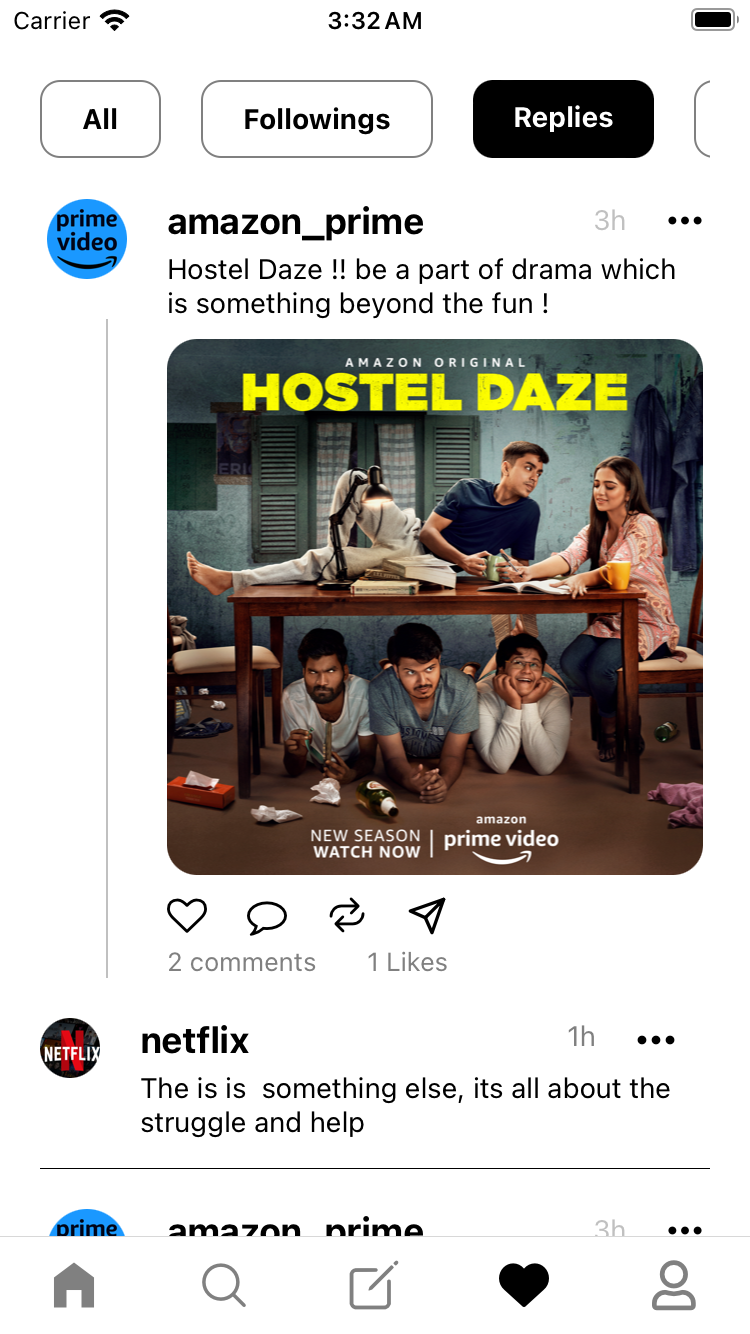 Carrier 3:32 AM
All Followings Replies
prime
video
amazon_prime 3h
Hostel Daze !! be a part of drama which
is something beyond the fun !
AMAZON ORIGINAL
HOSTEL DAZE
ERIC
NEW SEASON
WATCH NOW
amazon
prime video
2 comments 1 Likes
NETFLIX
netflix 1h
The is is  something else, its all about the
struggle and help
prime
amazon_prime 3h